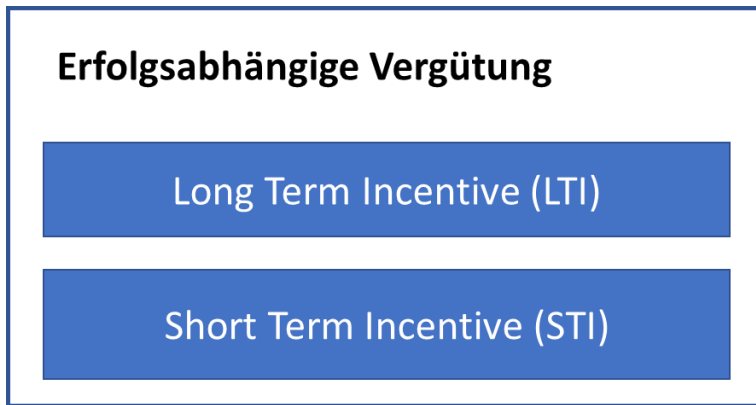 Erfolgsabhängige Vergütung
Long Term Incentive (LTI)
Short Term Incentive (STI)